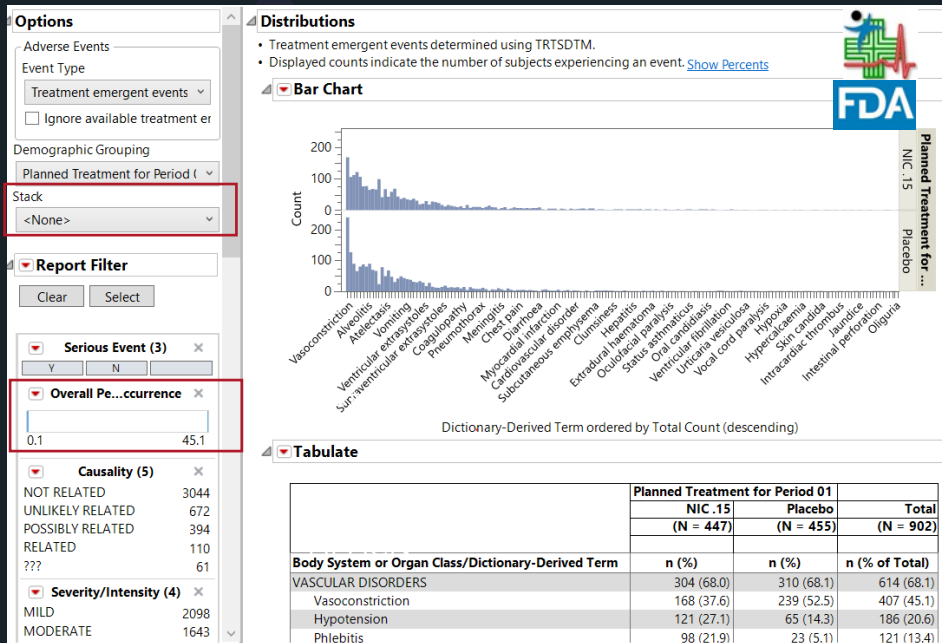 Options
Adverse Events
Event Type
Treatment emergent events
Ignore available treatment er
Demographic Grouping
Planned Treatment for Period (
Stack
<None>
Report Filter
Clear Select
Serious Event (3)
Y N
Overall Pe...ccurrence
0.1 45.1
Causality (5)
NOT RELATED 3044
UNLIKELY RELATED 672
POSSIBLY RELATED 394
RELATED 110
??? 61
Severity/Intensity (4)
MILD 2098
MODERATE 1643
Distributions
• Treatment emergent events determined using TRTSDTM.
• Displayed counts indicate the number of subjects experiencing an event. Show Percents
FDA
Bar Chart
Count
200
100
0
200
100
0
NIC .15
Placebo
Planned Treatment for ...
Vasoconstriction
Alveolitis
Atelectasis
Vomiting
Ventricular extrasystoles
Supraventricular extrasystoles
Coagulopathy
Pneumothorax
Meningitis
Chest pain
Diarrhoea
Myocardial infarction
Cardiovascular disorder
Subcutaneous emphysema
Clumsiness
Hepatitis
Extradural haematoma
Oculofacial paralysis
Status asthmaticus
Oral candidiasis
Ventricular fibrillation
Urticaria vesiculosa
Vocal cord paralysis
Hypoxia
Hypercalcaemia
Skin candida
Intracardiac thrombus
Jaundice
Intestinal perforation
Oliguria
Dictionary-Derived Term ordered by Total Count (descending)
Tabulate
Planned Treatment for Period 01
NIC .15 Placebo Total
(N = 447) (N = 455) (N = 902)
Body System or Organ Class/Dictionary-Derived Term n (%) n (%) n (% of Total)
VASCULAR DISORDERS 304 (68.0) 310 (68.1) 614 (68.1)
Vasoconstriction 168 (37.6) 239 (52.5) 407 (45.1)
Hypotension 121 (27.1) 65 (14.3) 186 (20.6)
Phlebitis 98 (21.9) 23 (5.1) 121 (13.4)